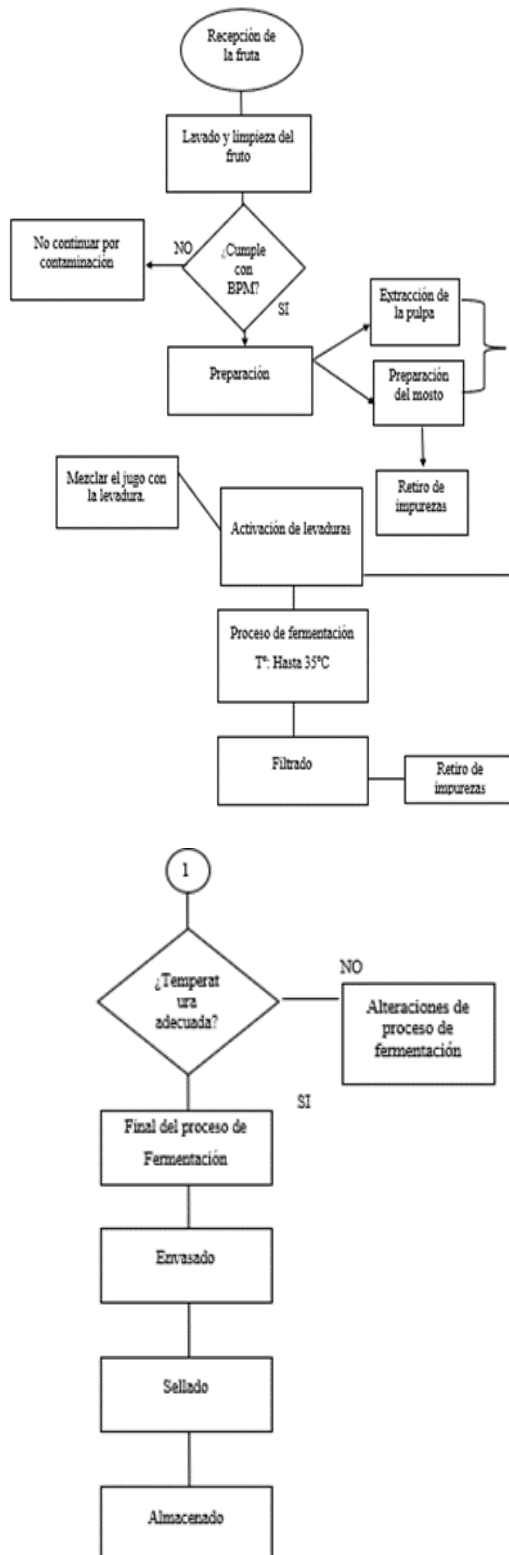 Recepción de
la fruta
Lavado y limpieza del
fruto
No continuar por
contaminación
NO
¿Cumple
con
BPM?
SI
Extracción de
la pulpa
Preparación
Preparación
del mosto
Mezclar el jugo con
la levadura.
Retiro de
impurezas
Activación de levaduras
Proceso de fermentación
Tº: Hasta 35ºC
Filtrado
Retiro de
impurezas
1
¿Temperat
ura
adecuada?
NO
Alteraciones de
proceso de
fermentación
SI
Final del proceso de
Fermentación
Envasado
Sellado
Almacenado